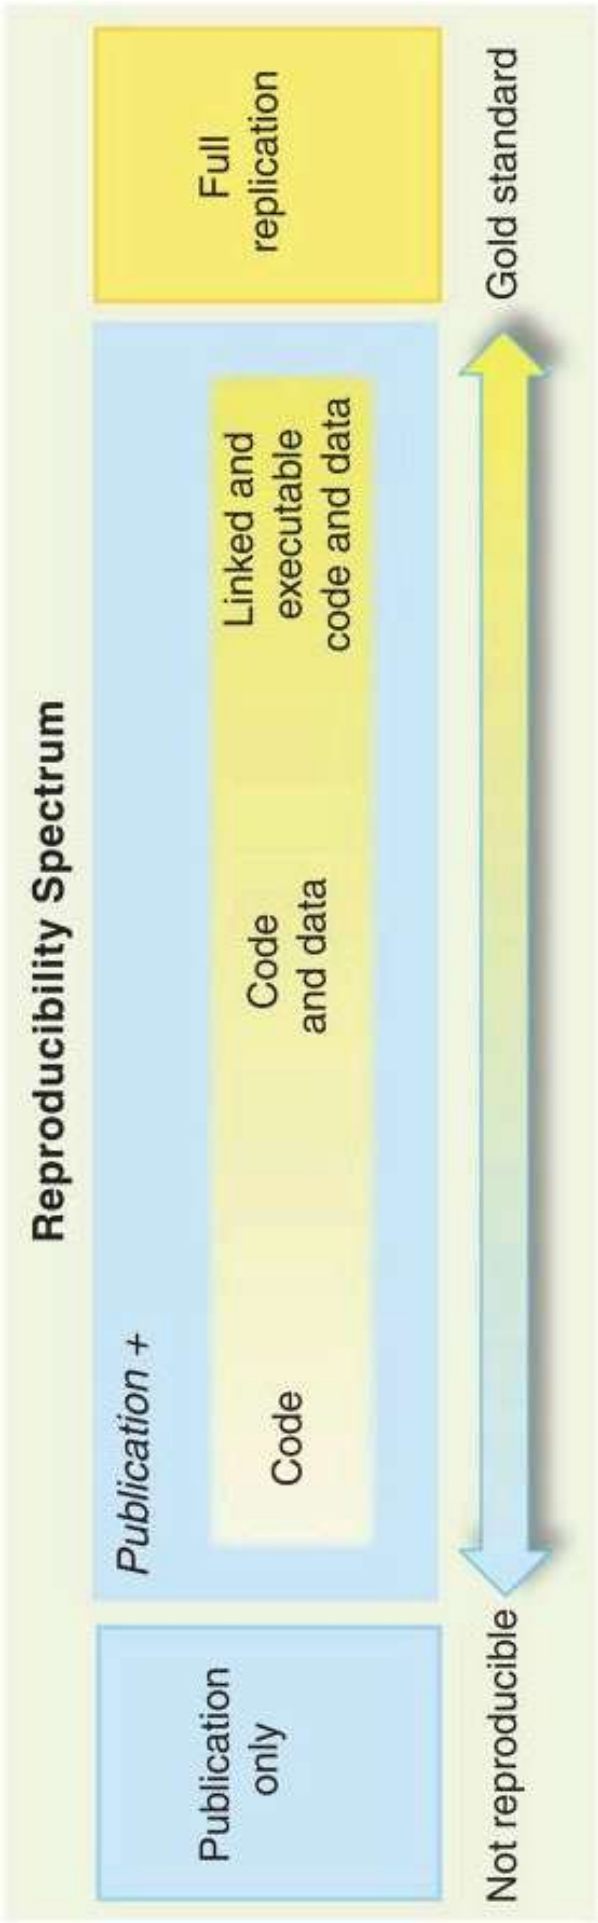 Reproducibility Spectrum
Publication
only
Publication +
Code
Code
and data
Linked and
executable
code and data
Full
replication
Not reproducible
Gold standard